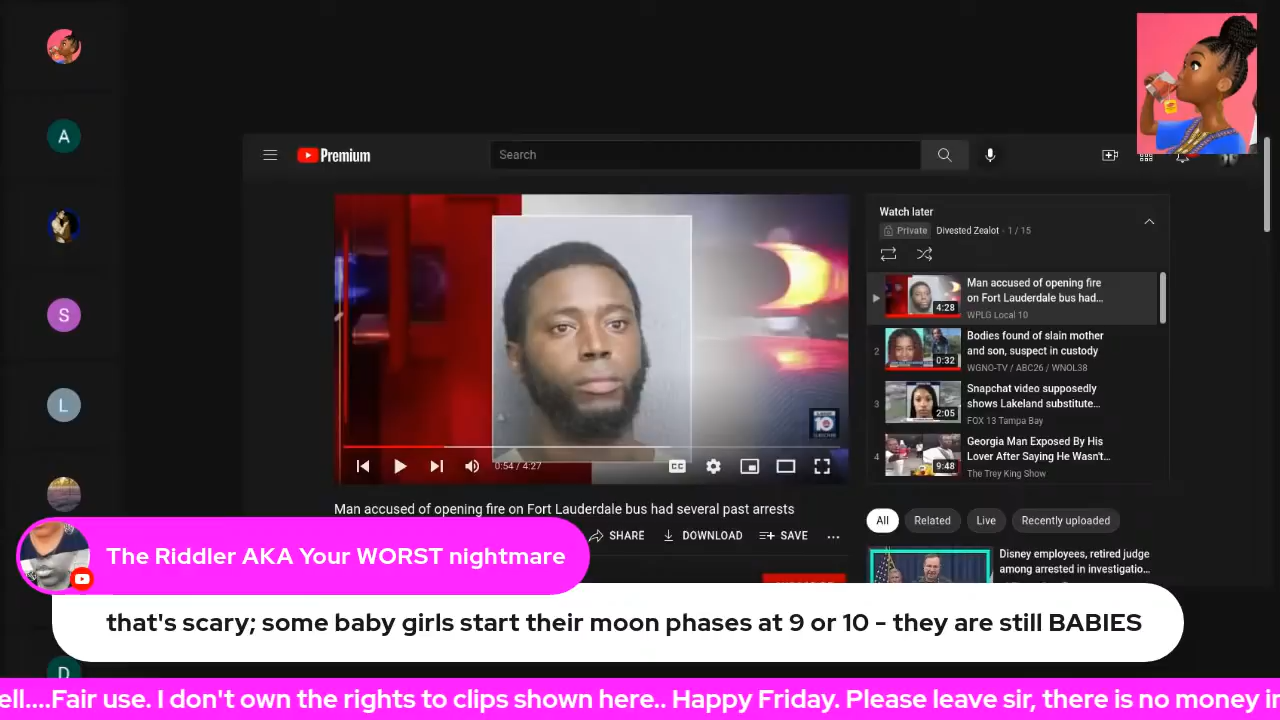 A
Premium
Search
Watch later
Private Divested Zealot - 1 / 15
Man accused of opening fire
on Fort Lauderdale bus had...
WPLG Local 10
4:28
2
Bodies found of slain mother
and son, suspect in custody
WGNO-TV / ABC26 / WNOL38
0:32
3
Snapchat video supposedly
shows Lakeland substitute...
FOX 13 Tampa Bay
2:05
4
Georgia Man Exposed By His
Lover After Saying He Wasn't...
The Trey King Show
9:48
S
L
10
0:54 / 4:27
CC
Man accused of opening fire on Fort Lauderdale bus had several past arrests
SHARE
DOWNLOAD
SAVE
...
All
Related
Live
Recently uploaded
Disney employees, retired judge
among arrested in investigatio...
The Riddler AKA Your WORST nightmare
that's scary; some baby girls start their moon phases at 9 or 10 - they are still BABIES
D
ell....Fair use. I don't own the rights to clips shown here.. Happy Friday. Please leave sir, there is no money in